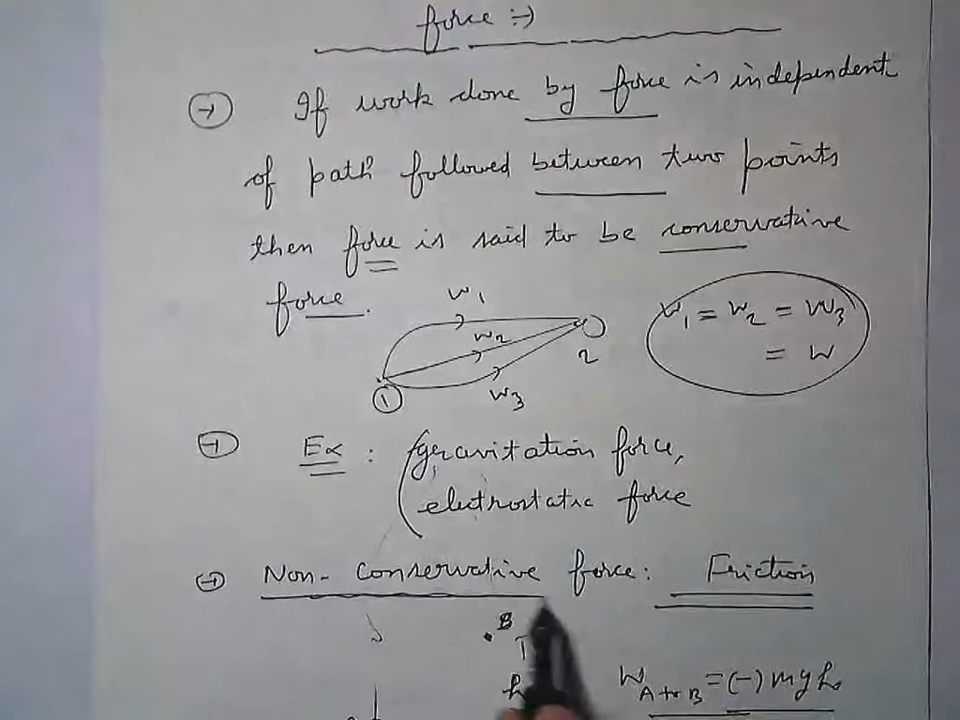 force :-)
→ If work done by force is independent
of path followed between two points
then force is said to be conservative
force.
W1
W2
W3
1
2
W1 = W2 = W3
= W
→ Ex : gravitation force,
electrostatic force
→ Non-Conservative force: Friction
B
h
WA to B = (-) mgh